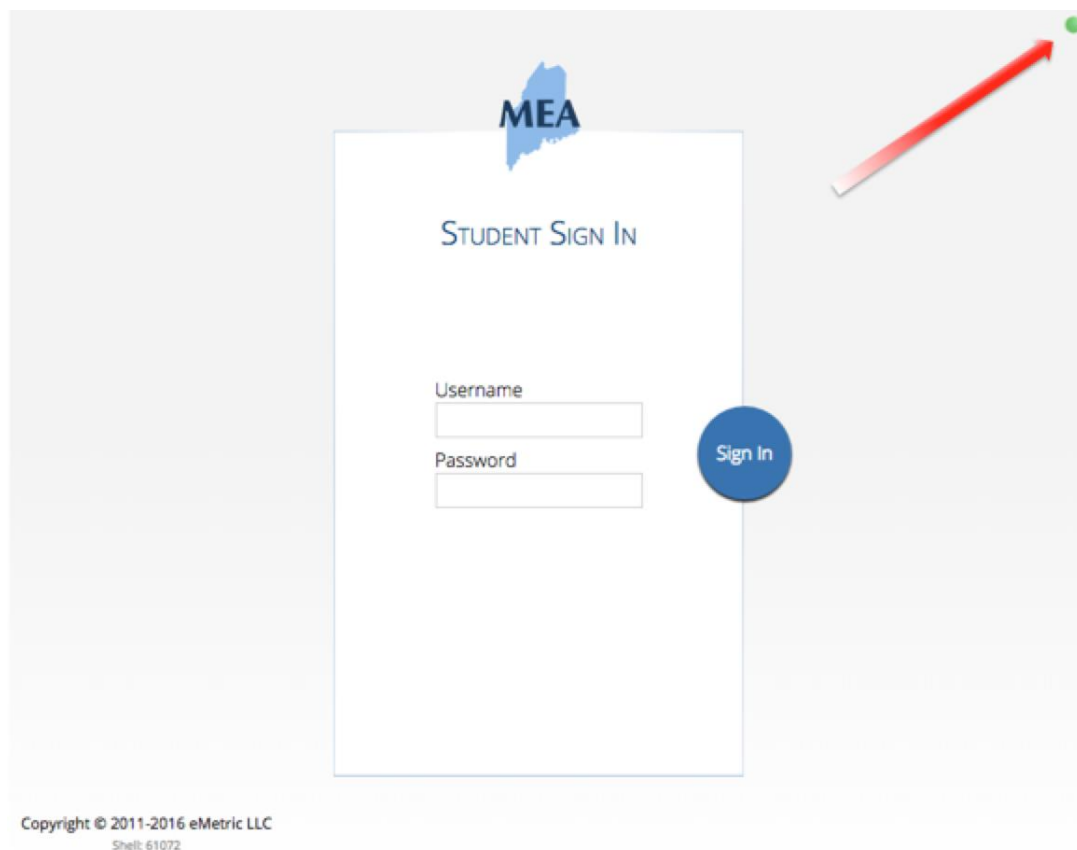 MEA
STUDENT SIGN IN
Username
Password
Sign In
Copyright © 2011-2016 eMetric LLC
Shell: 61072